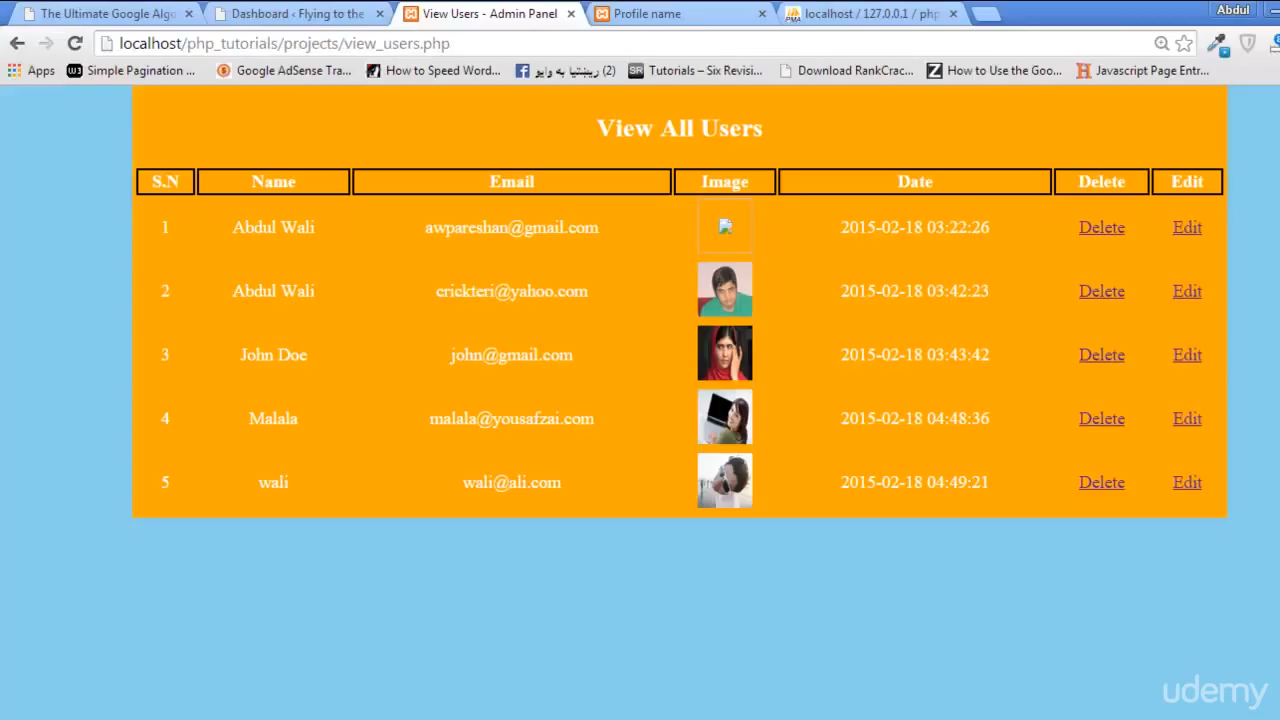 The Ultimate Google Algo
Dashboard ‹ Flying to the
View Users - Admin Panel
Profile name
localhost / 127.0.0.1 / php
Abdul
localhost/php_tutorials/projects/view_users.php
Apps
Simple Pagination ...
Google AdSense Tra...
How to Speed Word...
(2) ریښتیا به وایو
Tutorials – Six Revisi...
Download RankCrac...
How to Use the Goo...
Javascript Page Entr...
View All Users
S.N Name Email Image Date Delete Edit
1 Abdul Wali awpareshan@gmail.com 2015-02-18 03:22:26 Delete Edit
2 Abdul Wali crickteri@yahoo.com 2015-02-18 03:42:23 Delete Edit
3 John Doe john@gmail.com 2015-02-18 03:43:42 Delete Edit
4 Malala malala@yousafzai.com 2015-02-18 04:48:36 Delete Edit
5 wali wali@ali.com 2015-02-18 04:49:21 Delete Edit
udemy